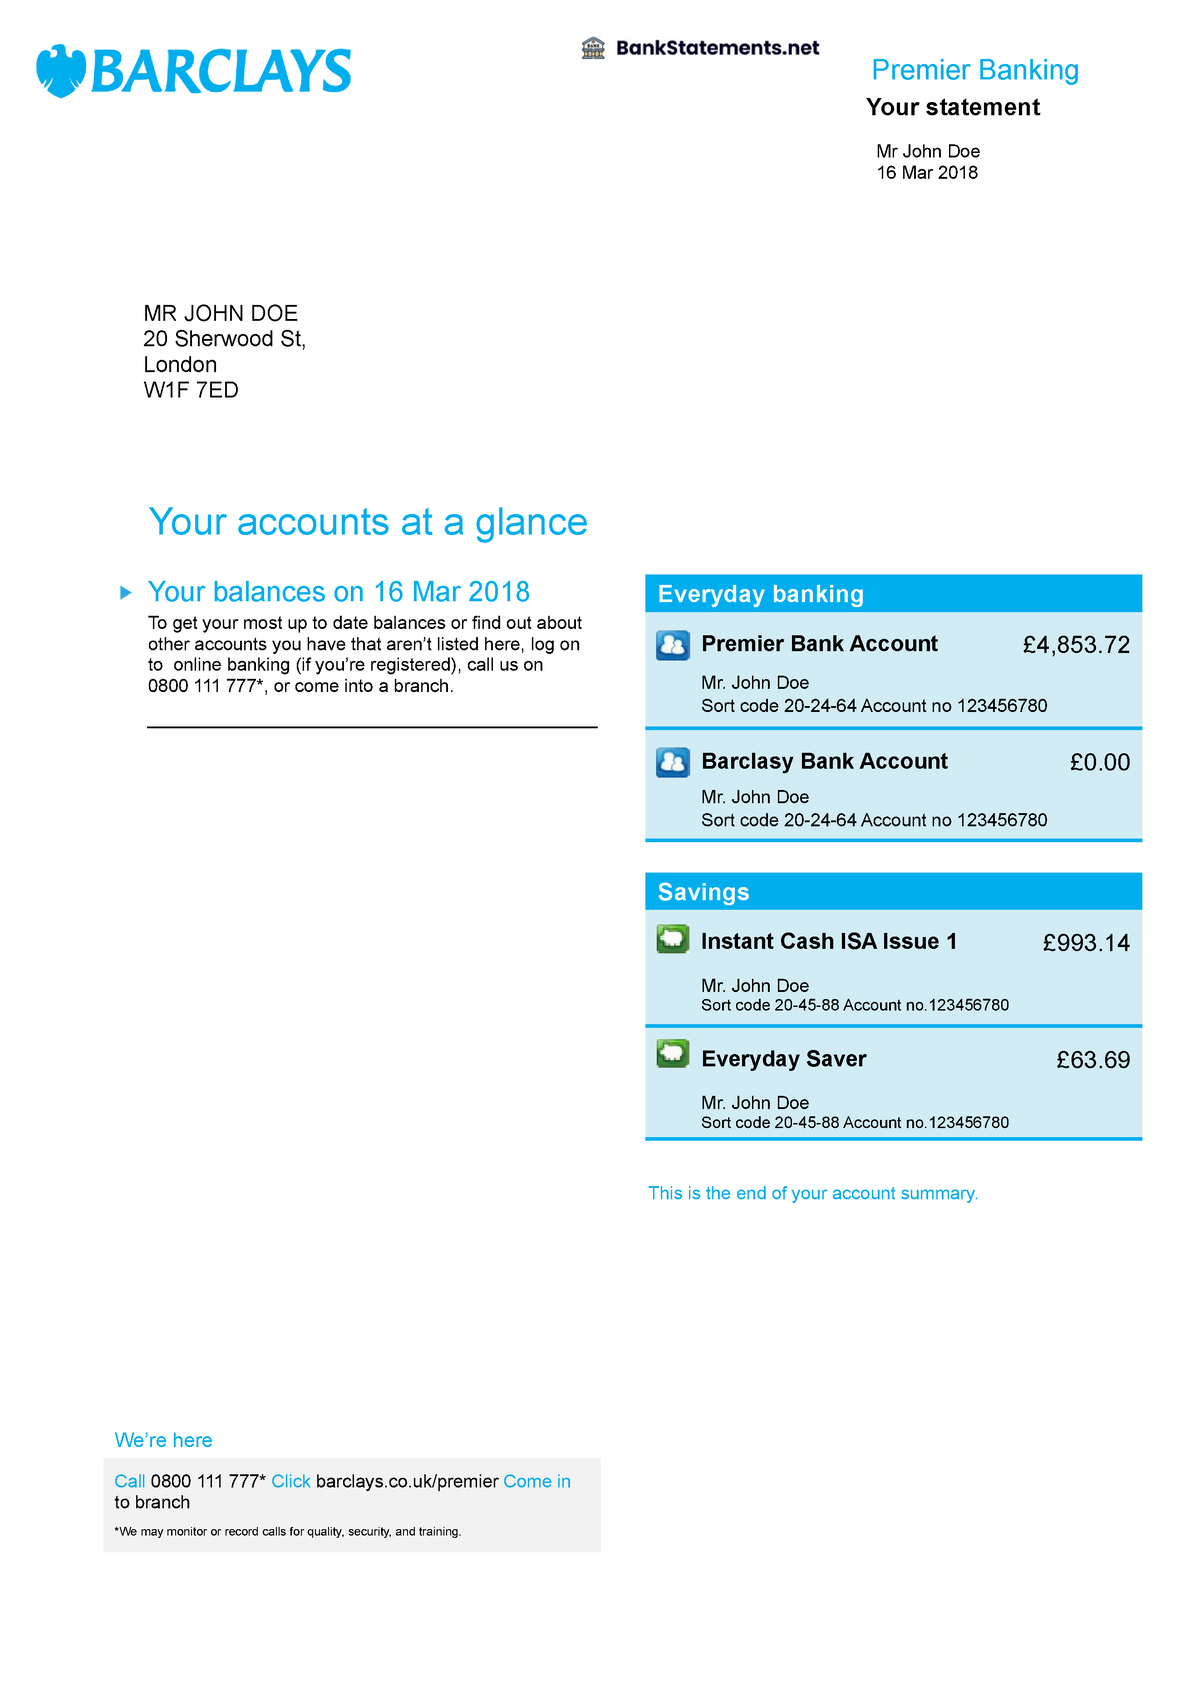 BARCLAYS
BANK
BankStatements.net
Premier Banking
Your statement
Mr John Doe
16 Mar 2018
MR JOHN DOE
20 Sherwood St,
London
W1F 7ED
Your accounts at a glance
Your balances on 16 Mar 2018
To get your most up to date balances or find out about
other accounts you have that aren’t listed here, log on
to  online banking (if you’re registered), call us on
0800 111 777*, or come into a branch.
Everyday banking
Premier Bank Account £4,853.72
Mr. John Doe
Sort code 20-24-64 Account no 123456780
Barclasy Bank Account £0.00
Mr. John Doe
Sort code 20-24-64 Account no 123456780
Savings
Instant Cash ISA Issue 1 £993.14
Mr. John Doe
Sort code 20-45-88 Account no.123456780
Everyday Saver £63.69
Mr. John Doe
Sort code 20-45-88 Account no.123456780
This is the end of your account summary.
We’re here
Call 0800 111 777* Click barclays.co.uk/premier Come in
to branch
*We may monitor or record calls for quality, security, and training.